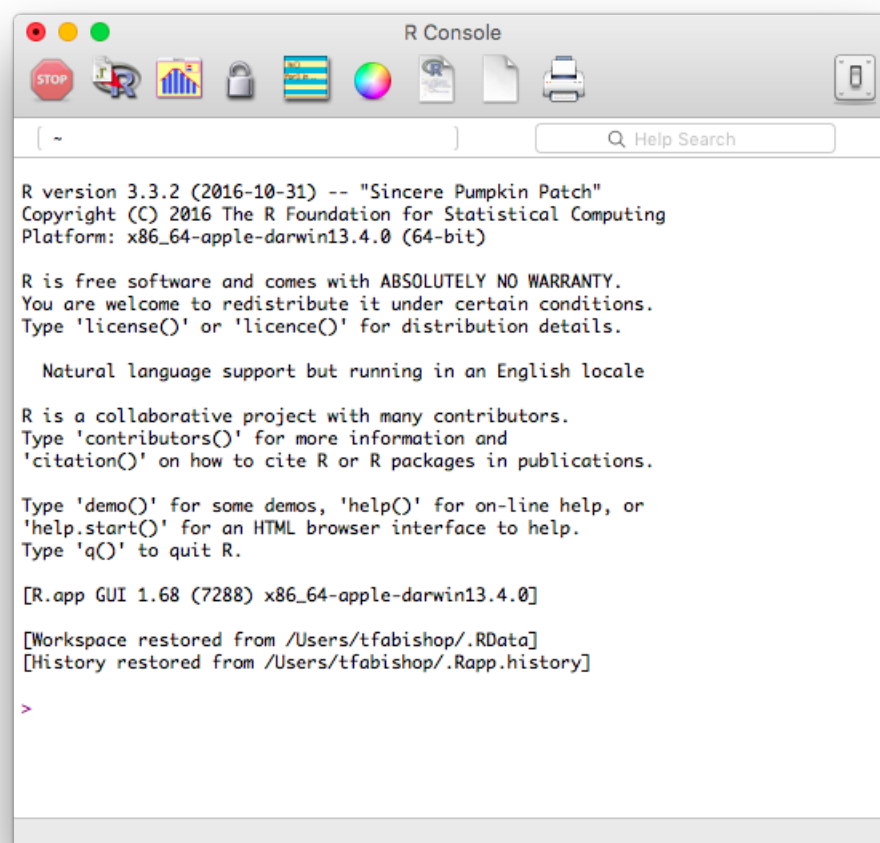 R Console
STOP
~
Help Search
R version 3.3.2 (2016-10-31) -- "Sincere Pumpkin Patch"
Copyright (C) 2016 The R Foundation for Statistical Computing
Platform: x86_64-apple-darwin13.4.0 (64-bit)
R is free software and comes with ABSOLUTELY NO WARRANTY.
You are welcome to redistribute it under certain conditions.
Type 'license()' or 'licence()' for distribution details.
Natural language support but running in an English locale
R is a collaborative project with many contributors.
Type 'contributors()' for more information and
'citation()' on how to cite R or R packages in publications.
Type 'demo()' for some demos, 'help()' for on-line help, or
'help.start()' for an HTML browser interface to help.
Type 'q()' to quit R.
[R.app GUI 1.68 (7288) x86_64-apple-darwin13.4.0]
[Workspace restored from /Users/tfabishop/.RData]
[History restored from /Users/tfabishop/.Rapp.history]
>